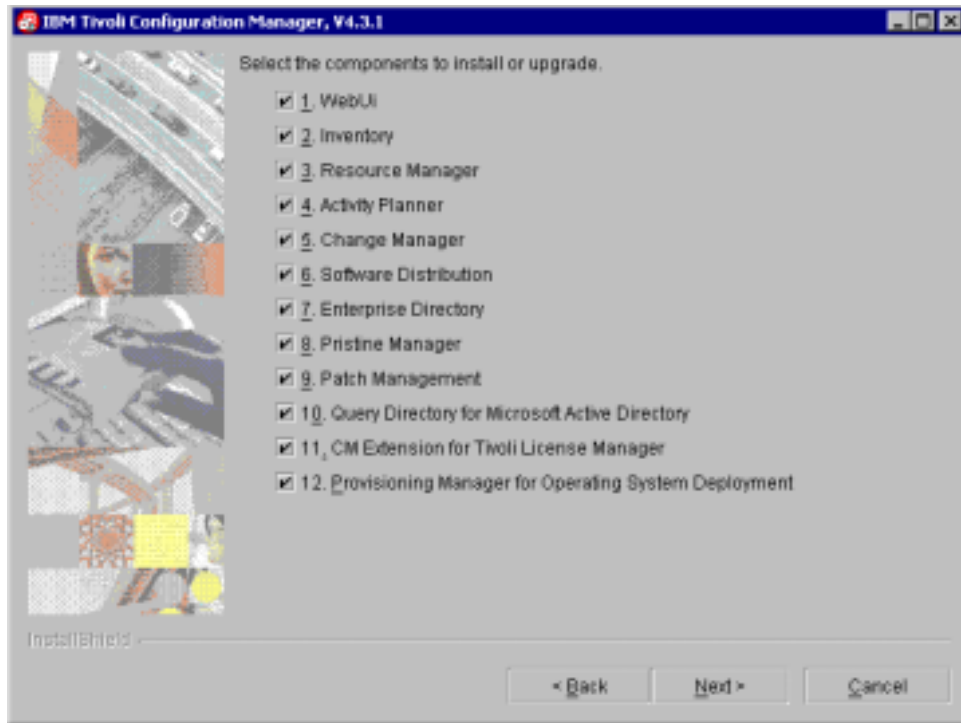 IBM Tivoli Configuration Manager, V4.3.1
Select the components to install or upgrade.
1. WebUI
2. Inventory
3. Resource Manager
4. Activity Planner
5. Change Manager
6. Software Distribution
7. Enterprise Directory
8. Pristine Manager
9. Patch Management
10. Query Directory for Microsoft Active Directory
11. CM Extension for Tivoli License Manager
12. Provisioning Manager for Operating System Deployment
InstallShield
< Back
Next >
Cancel